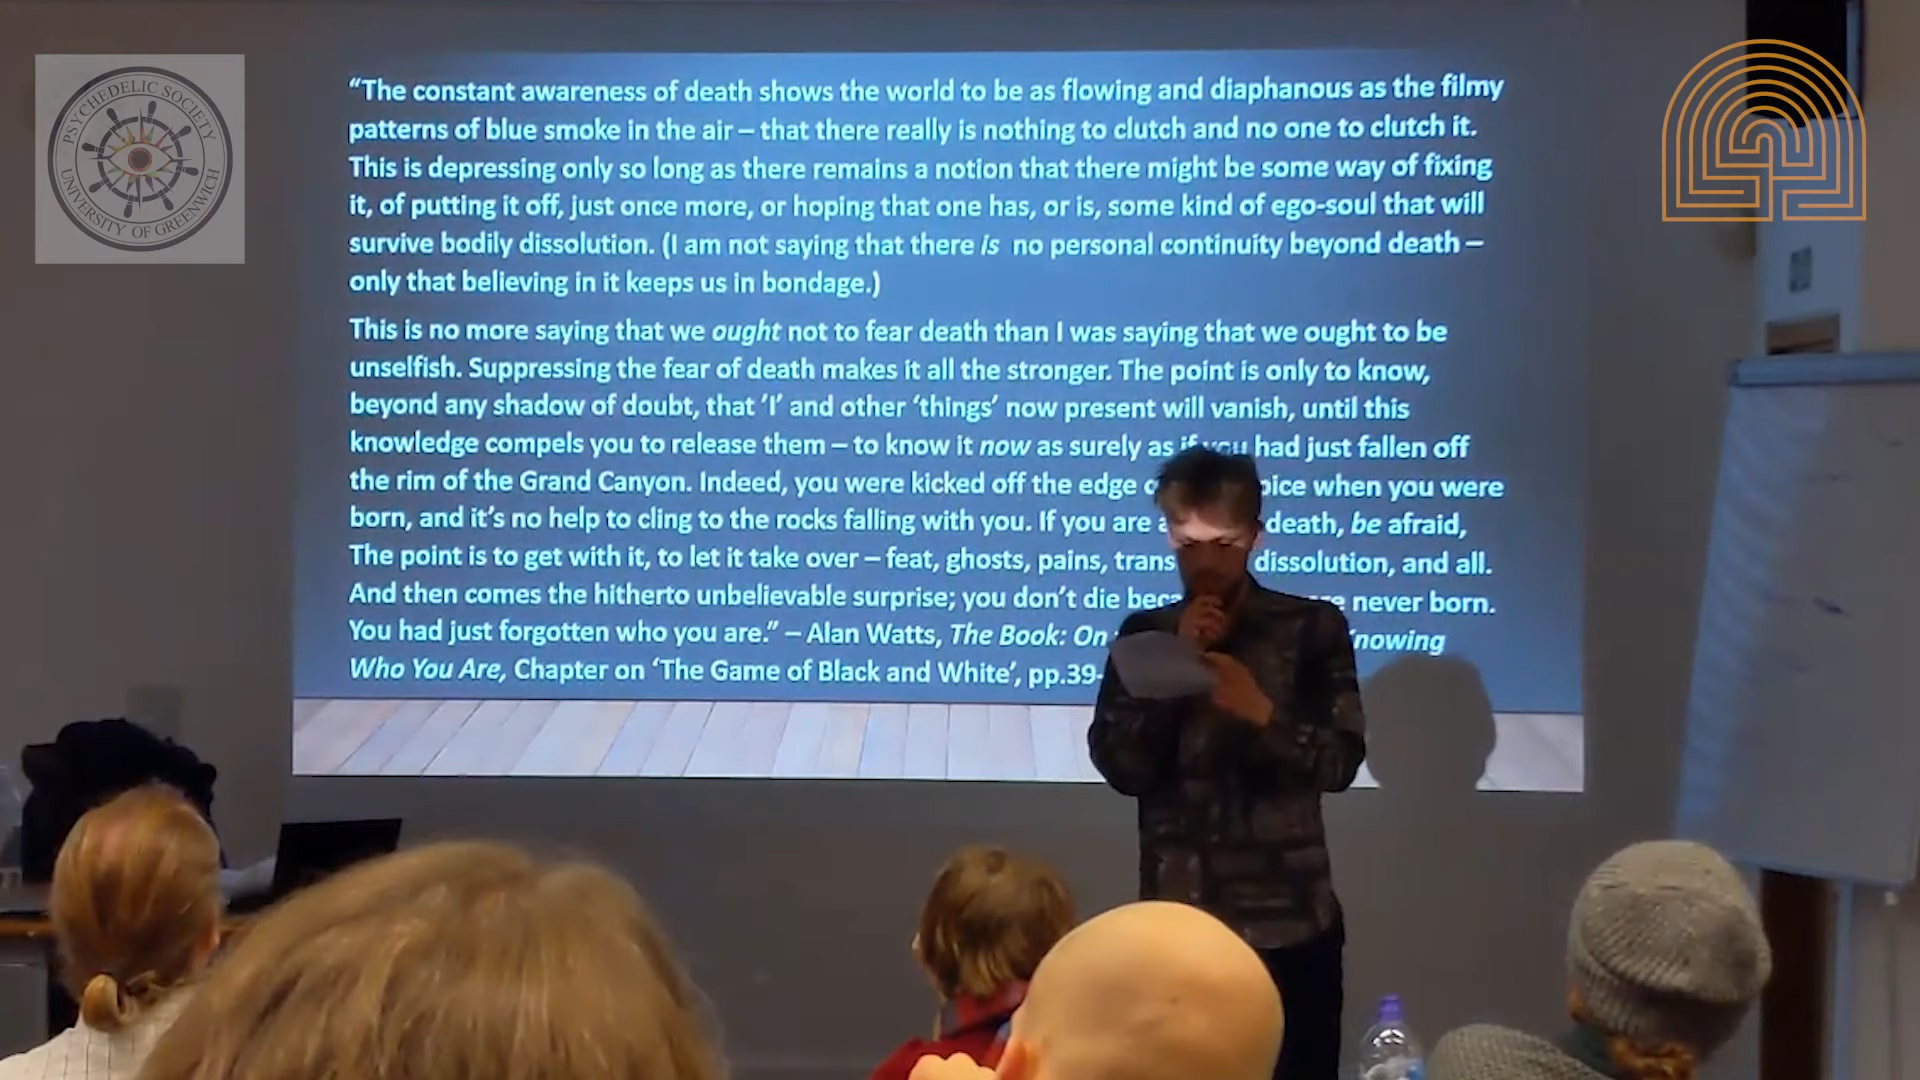 PSYCHEDELIC SOCIETY
UNIVERSITY OF GREENWICH
“The constant awareness of death shows the world to be as flowing and diaphanous as the filmy
patterns of blue smoke in the air – that there really is nothing to clutch and no one to clutch it.
This is depressing only so long as there remains a notion that there might be some way of fixing
it, of putting it off, just once more, or hoping that one has, or is, some kind of ego-soul that will
survive bodily dissolution. (I am not saying that there is no personal continuity beyond death –
only that believing in it keeps us in bondage.)
This is no more saying that we ought not to fear death than I was saying that we ought to be
unselfish. Suppressing the fear of death makes it all the stronger. The point is only to know,
beyond any shadow of doubt, that ‘I’ and other ‘things’ now present will vanish, until this
knowledge compels you to release them – to know it now as surely as if you had just fallen off
the rim of the Grand Canyon. Indeed, you were kicked off the edge when you were
born, and it’s no help to cling to the rocks falling with you. If you are death, be afraid,
The point is to get with it, to let it take over – feat, ghosts, pains, dissolution, and all.
And then comes the hitherto unbelievable surprise; you don’t die never born.
You had just forgotten who you are.” – Alan Watts, The Book: On
Who You Are, Chapter on ‘The Game of Black and White’, pp.39-